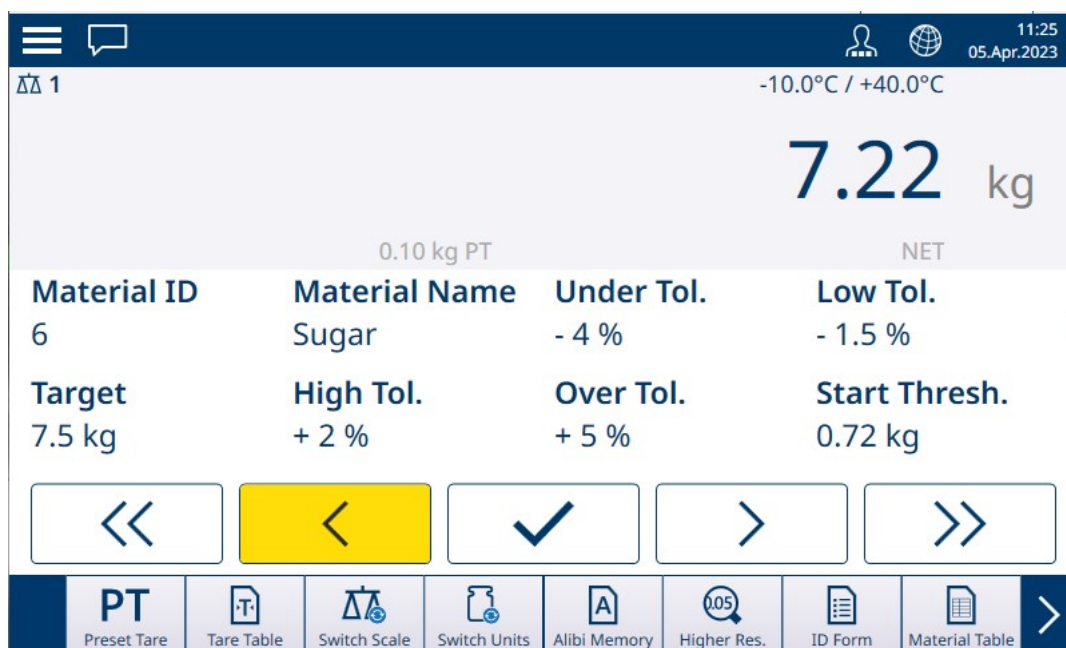 11:25
05.Apr.2023
1
-10.0°C / +40.0°C
7.22 kg
0.10 kg PT NET
Material ID Material Name Under Tol. Low Tol.
6 Sugar - 4 % - 1.5 %
Target High Tol. Over Tol. Start Thresh.
7.5 kg + 2 % + 5 % 0.72 kg
PT T A 0.05
Preset Tare Tare Table Switch Scale Switch Units Alibi Memory Higher Res. ID Form Material Table